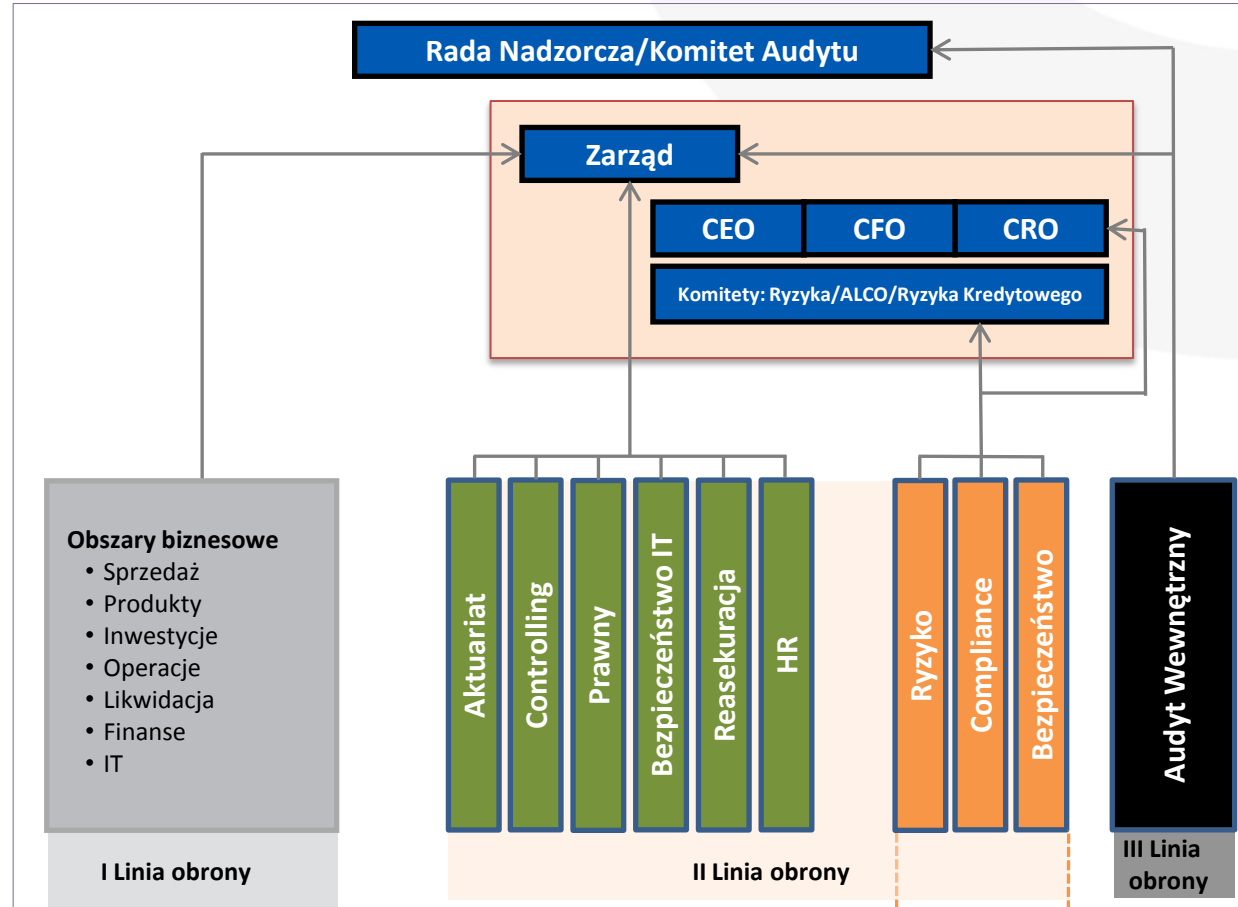 Rada Nadzorcza/Komitet Audytu
Zarząd
CEO
CFO
CRO
Komitety: Ryzyka/ALCO/Ryzyka Kredytowego
Obszary biznesowe
• Sprzedaż
• Produkty
• Inwestycje
• Operacje
• Likwidacja
• Finanse
• IT
Aktuariat
Controlling
Prawny
Bezpieczeństwo IT
Reasekuracja
HR
Ryzyko
Compliance
Bezpieczeństwo
Audyt Wewnętrzny
I Linia obrony
II Linia obrony
III Linia
obrony